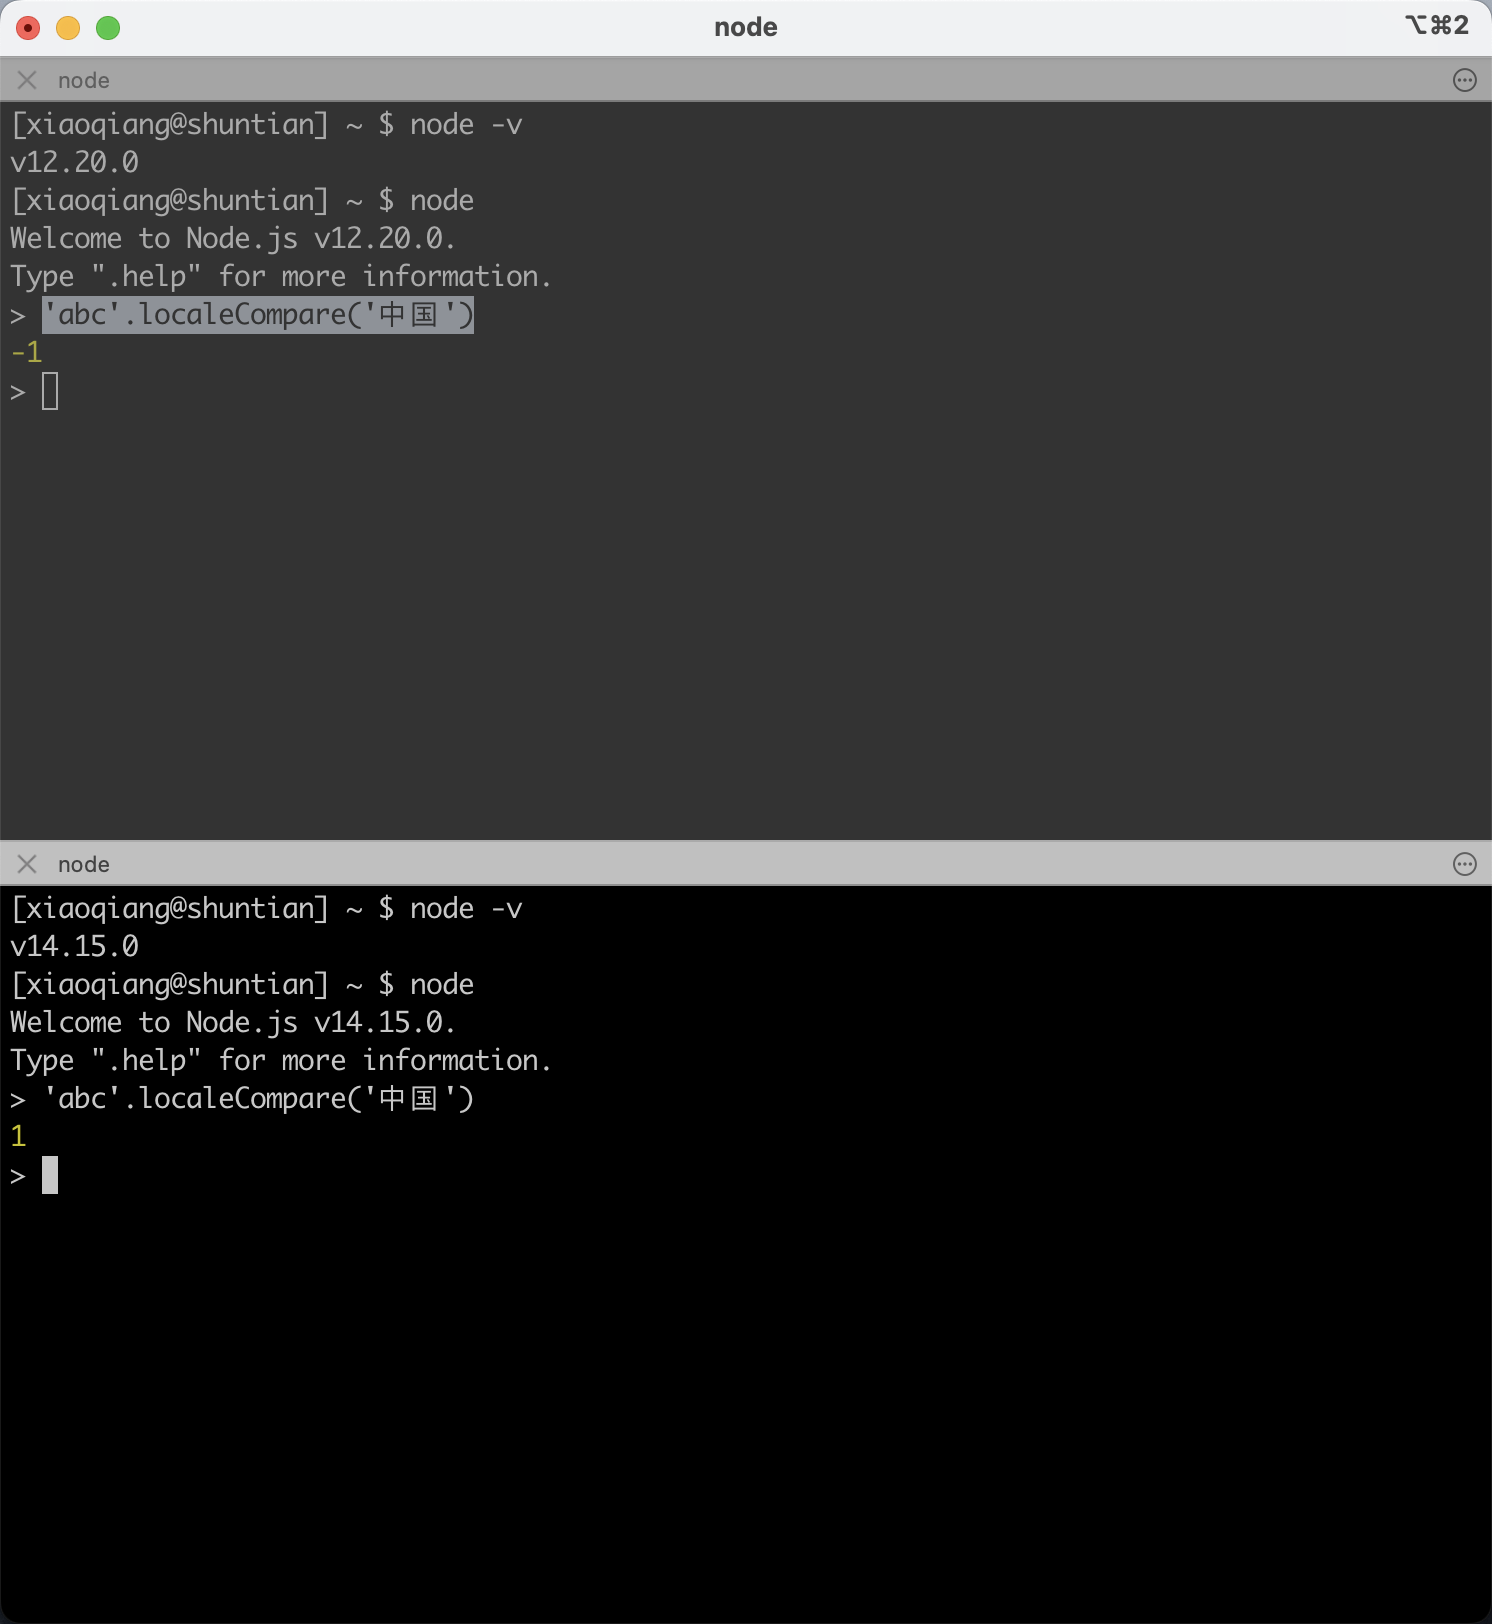 node
⌥⌘2
node
[xiaoqiang@shuntian] ~ $ node -v
v12.20.0
[xiaoqiang@shuntian] ~ $ node
Welcome to Node.js v12.20.0.
Type ".help" for more information.
> 'abc'.localeCompare('中国')
-1
>
node
[xiaoqiang@shuntian] ~ $ node -v
v14.15.0
[xiaoqiang@shuntian] ~ $ node
Welcome to Node.js v14.15.0.
Type ".help" for more information.
> 'abc'.localeCompare('中国')
1
>